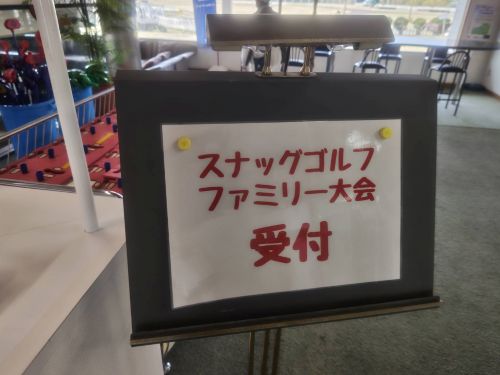 スナッグゴルフ
ファミリー大会
受付